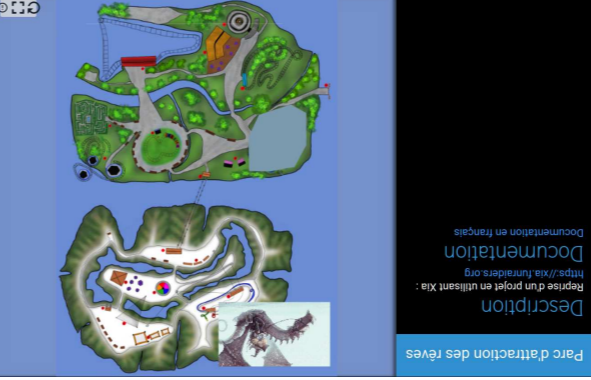 Parc d'attraction des rêves
Description
Reprise d'un projet en utilisant Xia :
https://xia.funraiders.org
Documentation
Documentation en français